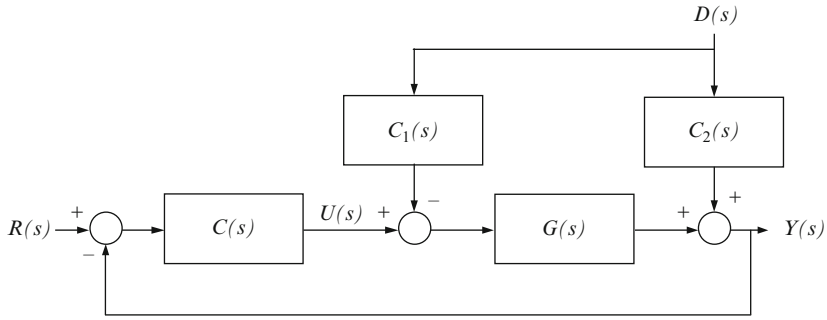 D(s)
C₁(s)
C₂(s)
R(s) + − C(s) U(s) + − G(s) + + Y(s)